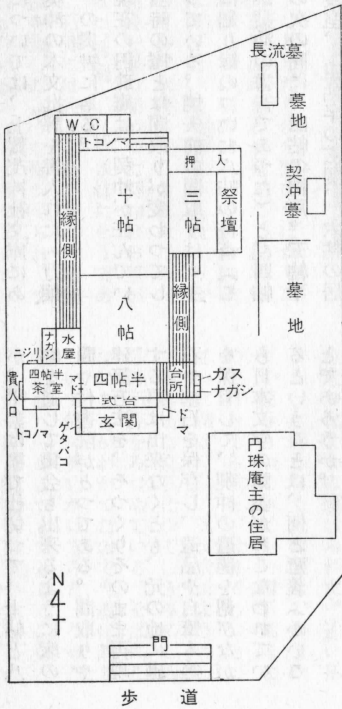 長流墓
墓地
契沖墓
墓地
W.C
トコノマ
押入
十帖
三帖
祭壇
縁側
八帖
縁側
ナガシ
水屋
ニジリ
貴人口
四帖半
茶室
マド
四帖半
台所
ガス
ナガシ
式台
トコノマ
ゲタバコ
玄関
ドマ
円珠庵主の住居
N
門
歩道